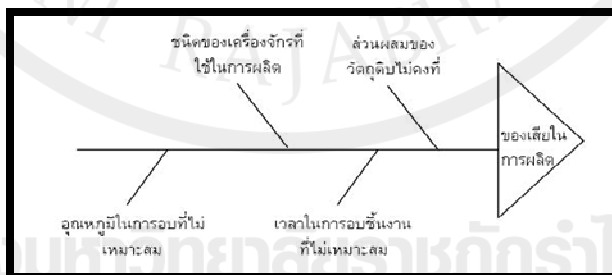 M RAJABHA
ชนิดของเครื่องจักรที่
ใช้ในการผลิต
ส่วนผสมของ
วัตถุดิบไม่คงที่
ของเสียใน
การผลิต
อุณหภูมิในการอบที่ไม่
เหมาะสม
เวลาในการอบชิ้นงาน
ที่ไม่เหมาะสม